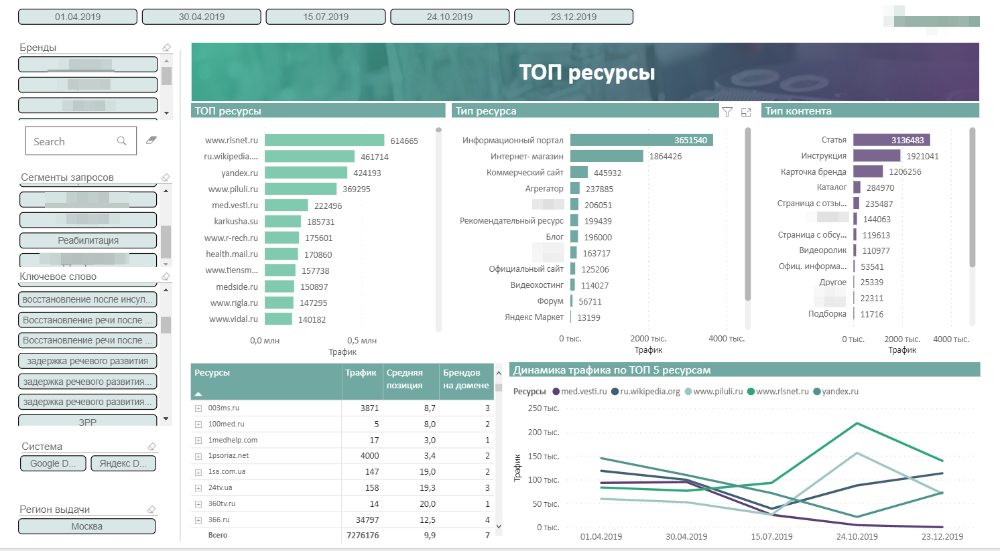 01.04.2019
30.04.2019
15.07.2019
24.10.2019
23.12.2019
Бренды
Search
Сегменты запросов
Реабилитация
Ключевое слово
восстановление после инсул...
Восстановление речи после ...
Восстановление речи после ...
задержка речевого развития
задержка речевого развития...
задержка речевого развития...
ЗРР
Система
Google D...
Яндекс D...
Регион выдачи
Москва
ТОП ресурсы
ТОП ресурсы
www.rlsnet.ru 614665
ru.wikipedia.... 461714
yandex.ru 424193
www.piluli.ru 369295
med.vesti.ru 222496
karkusha.su 185731
www.r-rech.ru 175601
health.mail.ru 170860
www.tiensm... 157738
medside.ru 150897
www.rigla.ru 147295
www.vidal.ru 140182
0,0 млн 0,5 млн
Трафик
Тип ресурса
Информационный портал 3651540
Интернет- магазин 1864426
Коммерческий сайт 445932
Агрегатор 237885
206051
Рекомендательный ресурс 199439
Блог 196000
163717
Официальный сайт 125206
Видеохостинг 114027
Форум 56711
Яндекс Маркет 13199
0 тыс. 2000 тыс. 4000 тыс.
Трафик
Тип контента
Статья 3136483
Инструкция 1921041
Карточка бренда 1206256
Каталог 284970
Страница с отзы... 235487
144063
Страница с обсу... 119613
Видеоролик 110977
Офиц. информа... 53541
Другое 25339
22311
Подборка 11716
0 тыс. 2000 тыс. 4000 тыс.
Трафик
Ресурсы Трафик Средняя позиция Брендов на домене
003ms.ru 3871 8,7 3
100med.ru 5 8,0 2
1medhelp.com 17 3,0 1
1psoriaz.net 4000 3,4 2
1sa.com.ua 147 19,0 2
24tv.ua 158 19,3 3
360tv.ru 14 20,0 1
366.ru 34797 12,5 4
Всего 7276176 9,9 7
Динамика трафика по ТОП 5 ресурсам
Ресурсы med.vesti.ru ru.wikipedia.org www.piluli.ru www.rlsnet.ru yandex.ru
250 тыс.
200 тыс.
150 тыс.
100 тыс.
50 тыс.
0 тыс.
Трафик
01.04.2019 30.04.2019 15.07.2019 24.10.2019 23.12.2019